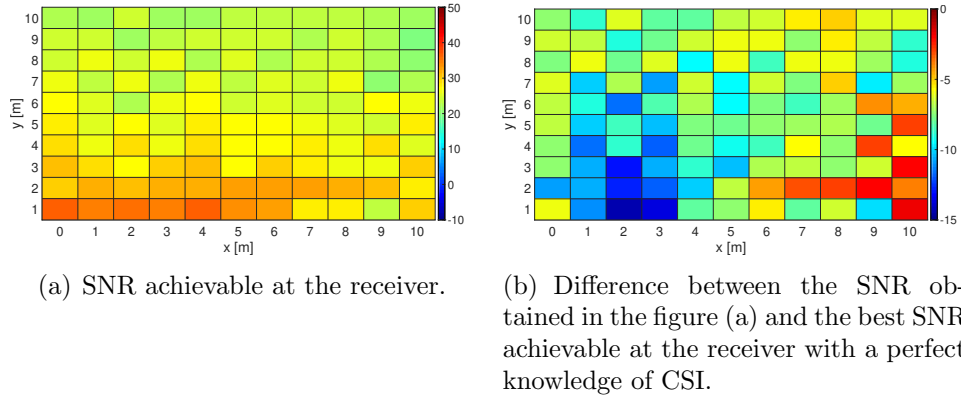 10
9
8
7
6
5
4
3
2
1
y [m]
0 1 2 3 4 5 6 7 8 9 10
x [m]
50
40
30
20
10
0
-10
(a) SNR achievable at the receiver.
10
9
8
7
6
5
4
3
2
1
y [m]
0 1 2 3 4 5 6 7 8 9 10
x [m]
0
-5
-10
-15
(b) Difference between the SNR ob-
tained in the figure (a) and the best SNR
achievable at the receiver with a perfect
knowledge of CSI.